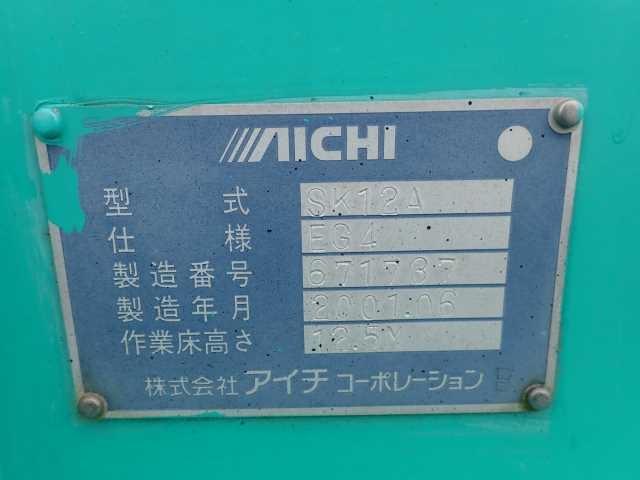 AICHI
型式 SK12A
仕様 EG4
製造番号 671737
製造年月 2001.06
作業床高さ 12.5M
株式会社 アイチ コーポレーション